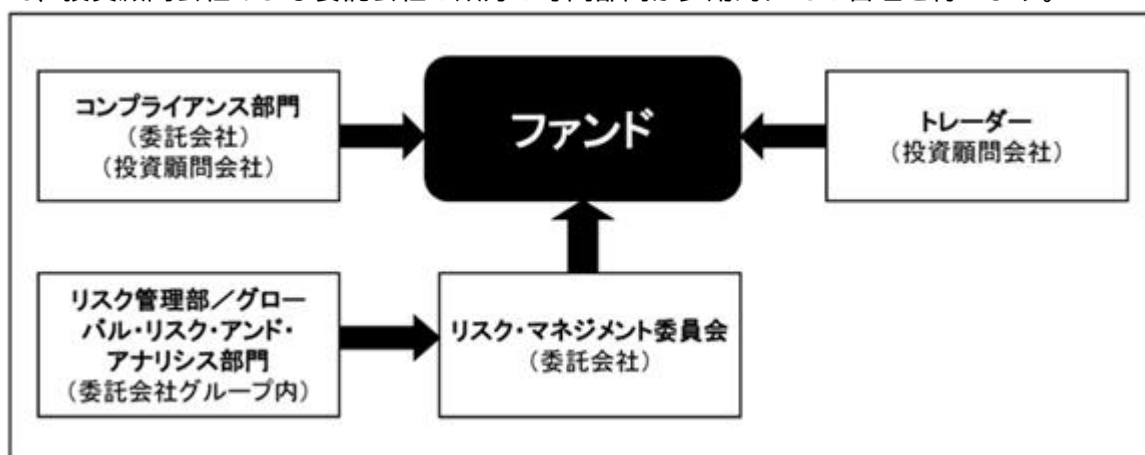 コンプライアンス部門
（委託会社）
（投資顧問会社）
ファンド
トレーダー
（投資顧問会社）
リスク管理部／グロー
バル・リスク・アンド・
アナリシス部門
（委託会社グループ内）
リスク・マネジメント委員会
（委託会社）